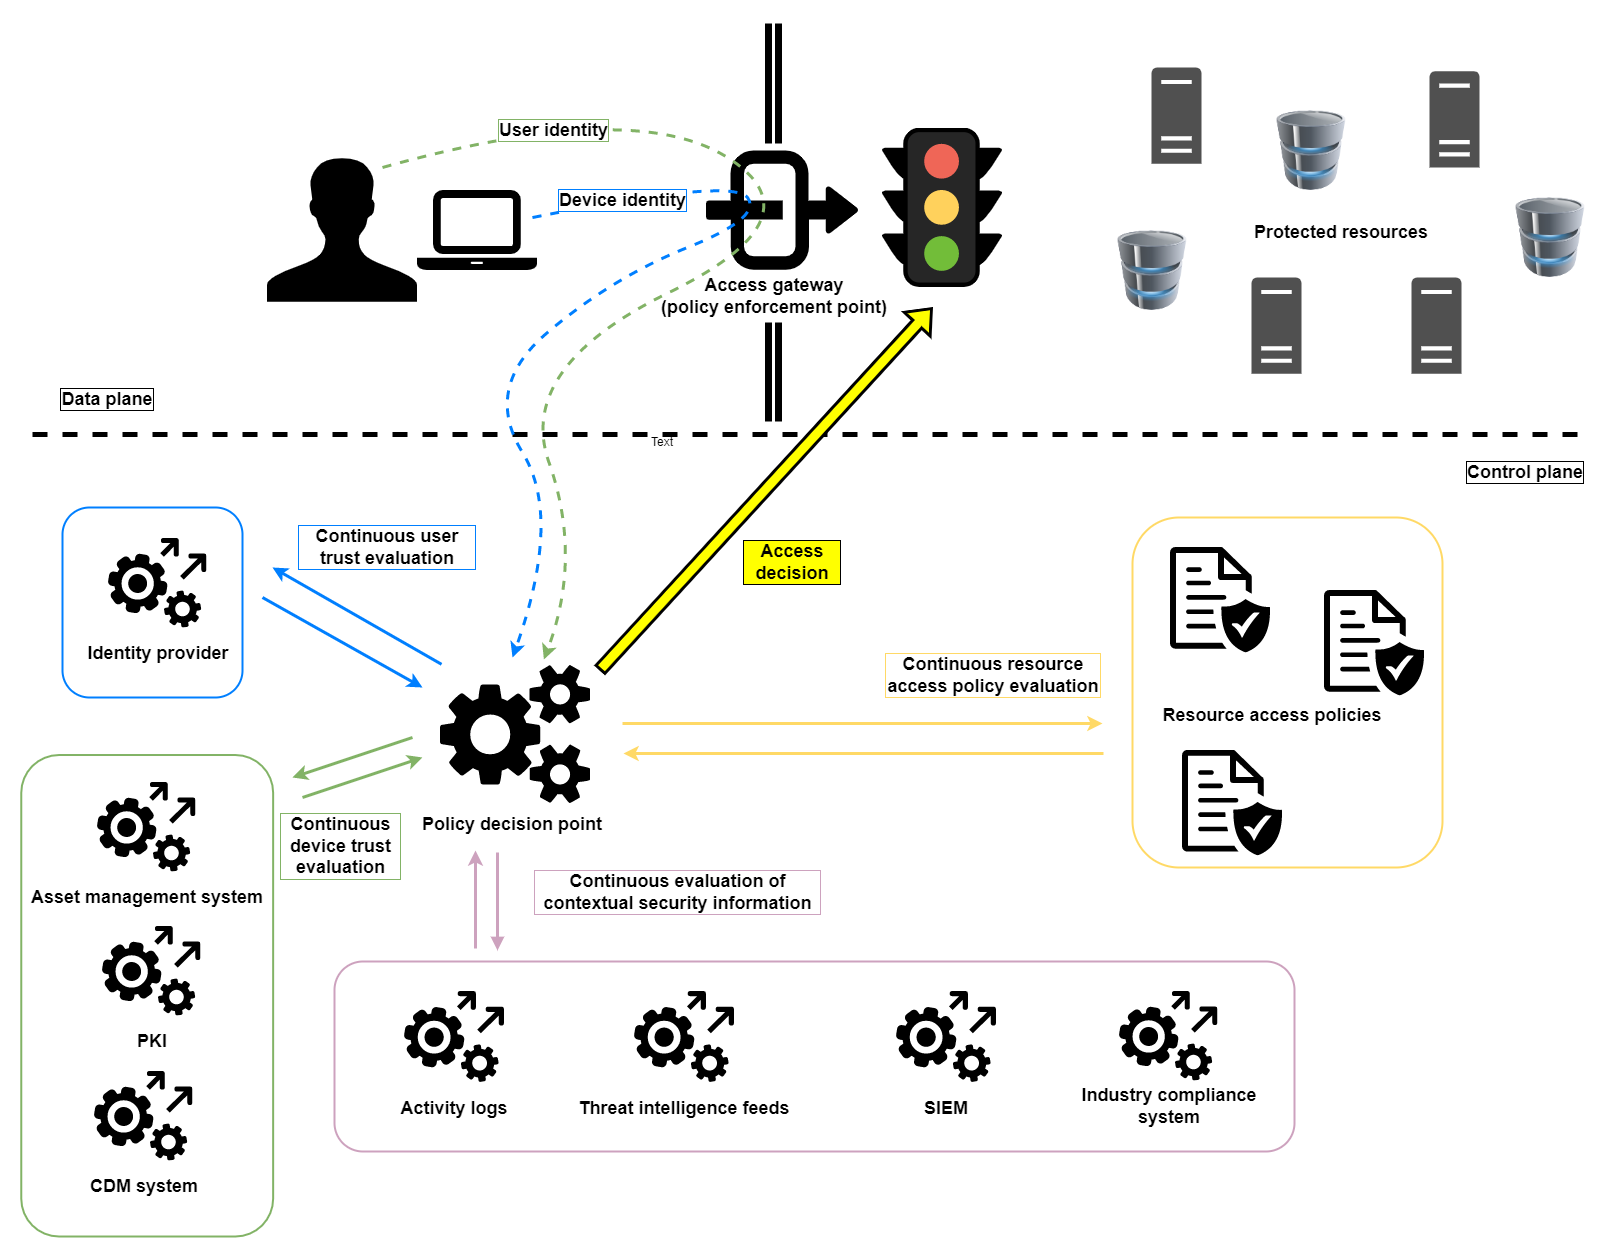 User identity
Device identity
Access gateway
(policy enforcement point)
Protected resources
Data plane
Text
Control plane
Continuous user
trust evaluation
Identity provider
Access
decision
Continuous resource
access policy evaluation
Resource access policies
Policy decision point
Continuous
device trust
evaluation
Asset management system
PKI
CDM system
Continuous evaluation of
contextual security information
Activity logs
Threat intelligence feeds
SIEM
Industry compliance
system